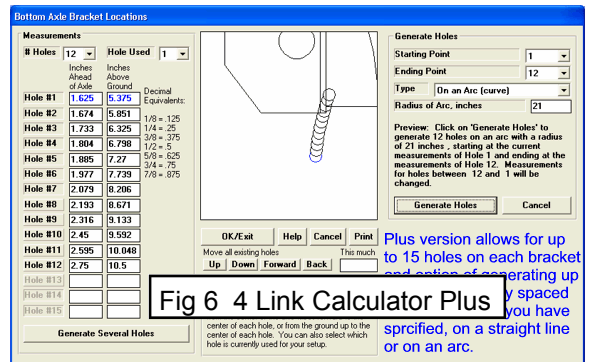 Bottom Axle Bracket Locations
Measurements
# Holes 12 Hole Used 1
Inches Ahead of Axle
Inches Above Ground
Decimal Equivalents:
1/8 = .125
1/4 = .25
3/8 = .375
1/2 = .5
5/8 = .625
3/4 = .75
7/8 = .875
Hole #1 1.625 5.375
Hole #2 1.674 5.851
Hole #3 1.733 6.325
Hole #4 1.804 6.798
Hole #5 1.885 7.27
Hole #6 1.977 7.739
Hole #7 2.079 8.206
Hole #8 2.193 8.671
Hole #9 2.316 9.133
Hole #10 2.45 9.592
Hole #11 2.595 10.048
Hole #12 2.75 10.5
Hole #13
Hole #14
Hole #15
Generate Several Holes
OK/Exit Help Cancel Print
Move all existing holes This much
Up Down Forward Back
center of each hole, or from the ground up to the
center of each hole. You can also select which
hole is currently used for your setup.
Generate Holes
Starting Point 1
Ending Point 12
Type On an Arc (curve)
Radius of Arc, inches 21
Preview: Click on 'Generate Holes' to
generate 12 holes on an arc with a radius
of 21 inches , starting at the current
measurements of Hole 1 and ending at the
measurements of Hole 12. Measurements
for holes between 12 and 1 will be
changed.
Generate Holes Cancel
Plus version allows for up
to 15 holes on each bracket
and option of generating up
spaced
you have
sprcified, on a straight line
or on an arc.
Fig 6 4 Link Calculator Plus